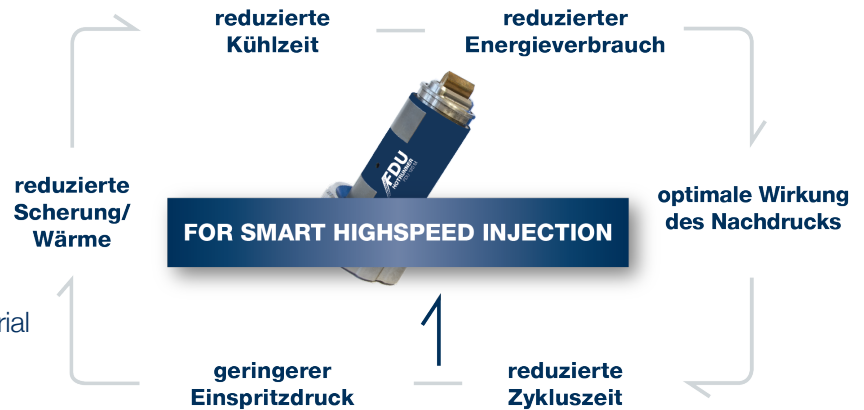 reduzierte
Kühlzeit
reduzierter
Energieverbrauch
FDU
HOTRUNNER
reduzierte
Scherung/
Wärme
FOR SMART HIGHSPEED INJECTION
optimale Wirkung
des Nachdrucks
rial
geringerer
Einspritzdruck
reduzierte
Zykluszeit